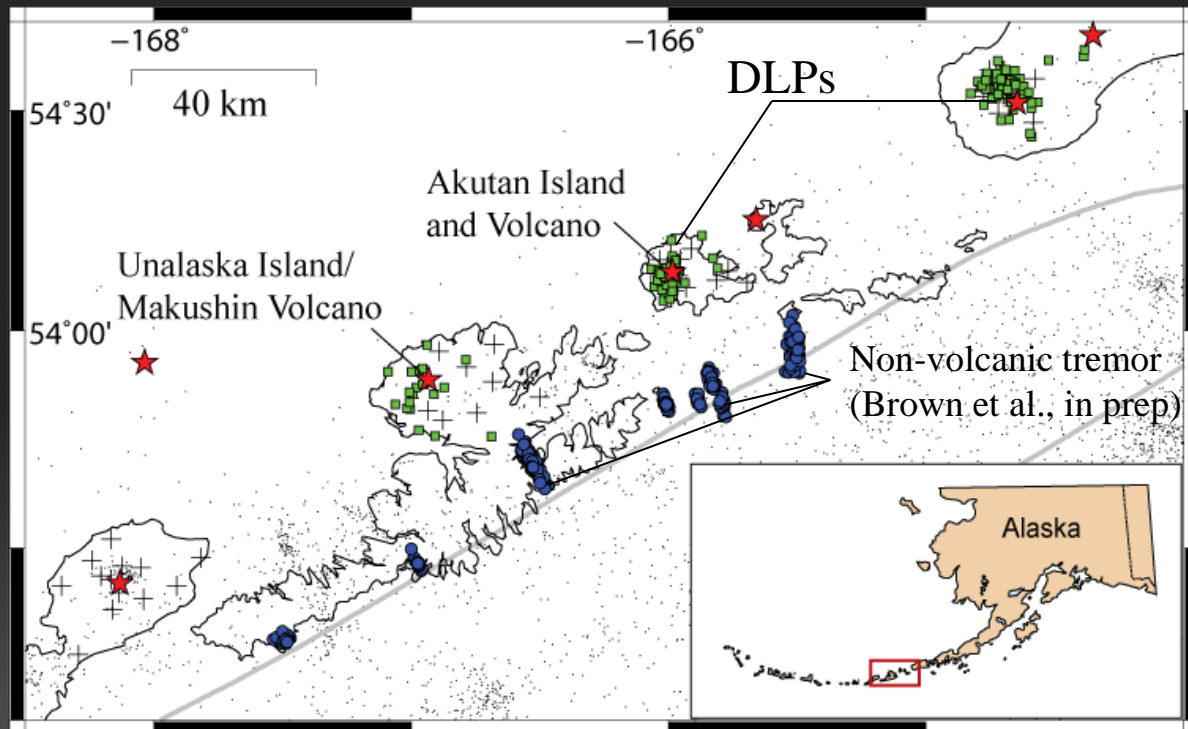 −168˚
−166˚
40 km
DLPs
54˚30'
Akutan Island
and Volcano
Unalaska Island/
Makushin Volcano
54˚00'
Non-volcanic tremor
(Brown et al., in prep)
Alaska